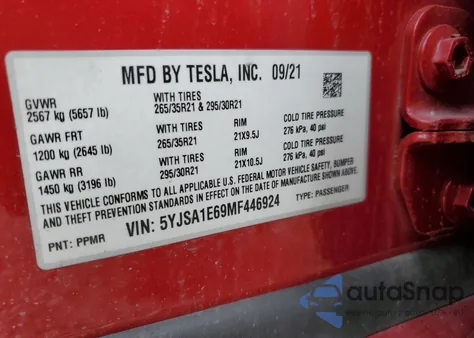 MFD BY TESLA, INC. 09/21
GVWR WITH TIRES
2567 kg (5657 lb) 265/35R21 & 295/30R21
GAWR FRT WITH TIRES RIM COLD TIRE PRESSURE
1200 kg (2645 lb) 265/35R21 21X9.5J 276 kPa, 40 psi
GAWR RR WITH TIRES RIM COLD TIRE PRESSURE
1450 kg (3196 lb) 295/30R21 21X10.5J 276 kPa, 40 psi
THIS VEHICLE CONFORMS TO ALL APPLICABLE U.S. FEDERAL MOTOR VEHICLE SAFETY, BUMPER
AND THEFT PREVENTION STANDARDS IN EFFECT ON THE DATE OF MANUFACTURE SHOWN ABOVE.
VIN: 5YJSA1E69MF446924 TYPE: PASSENGER
PNT: PPMR
autoSnap